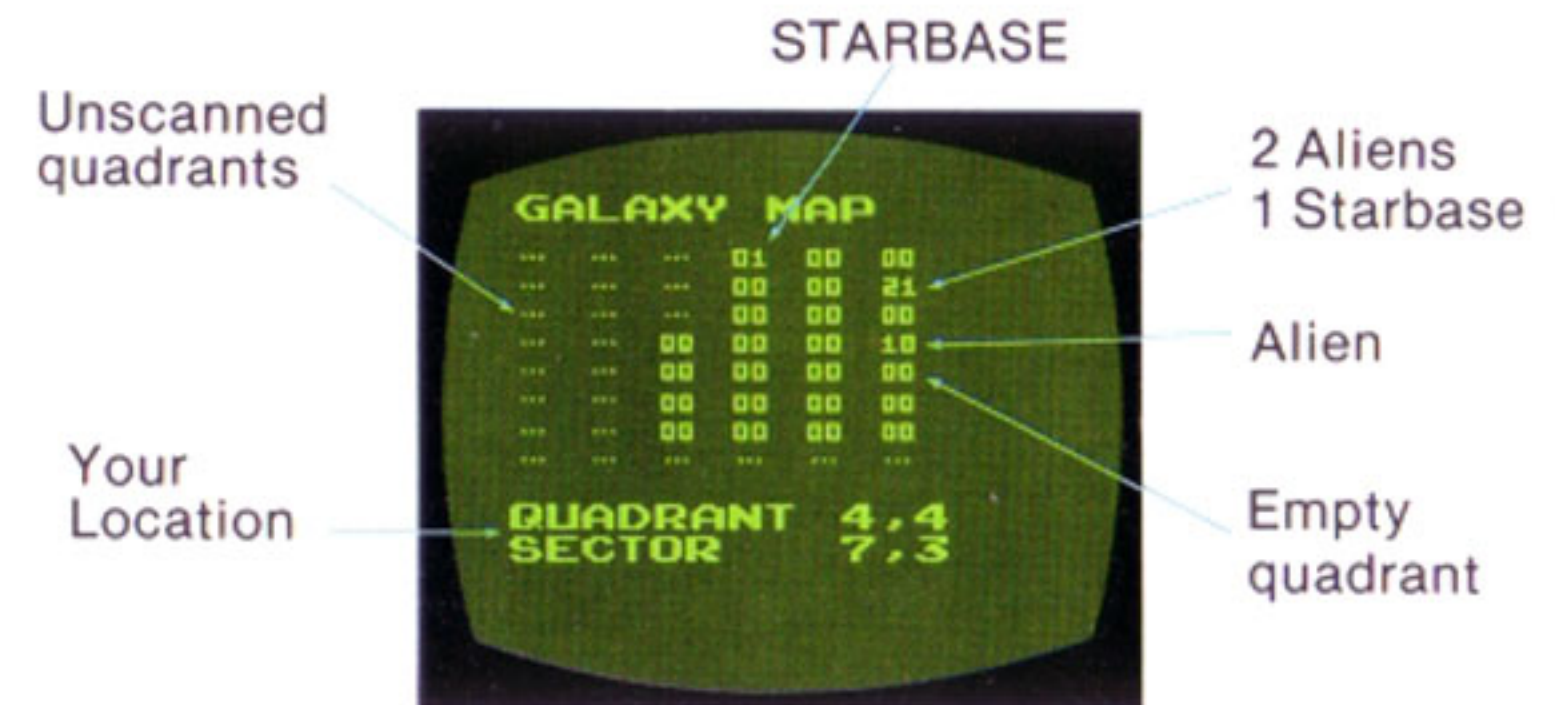 STARBASE
Unscanned
quadrants
2 Aliens
1 Starbase
GALAXY MAP
... ... ... 01 00 00
... ... ... 00 00 21
... ... ... 00 00 00
... ... 00 00 00 10
... ... 00 00 00 00
... ... 00 00 00 00
... ... 00 00 00 00
... ... ... ... ... ...
Alien
Your
Location
QUADRANT 4,4
SECTOR 7,3
Empty
quadrant